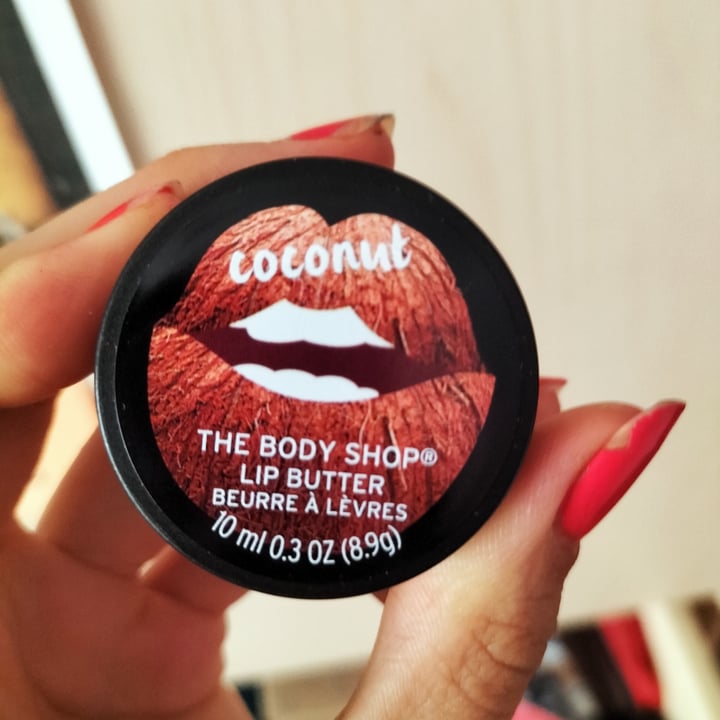 coconut
THE BODY SHOP®
LIP BUTTER
BEURRE À LÈVRES
10 ml 0.3 OZ (8.9g)